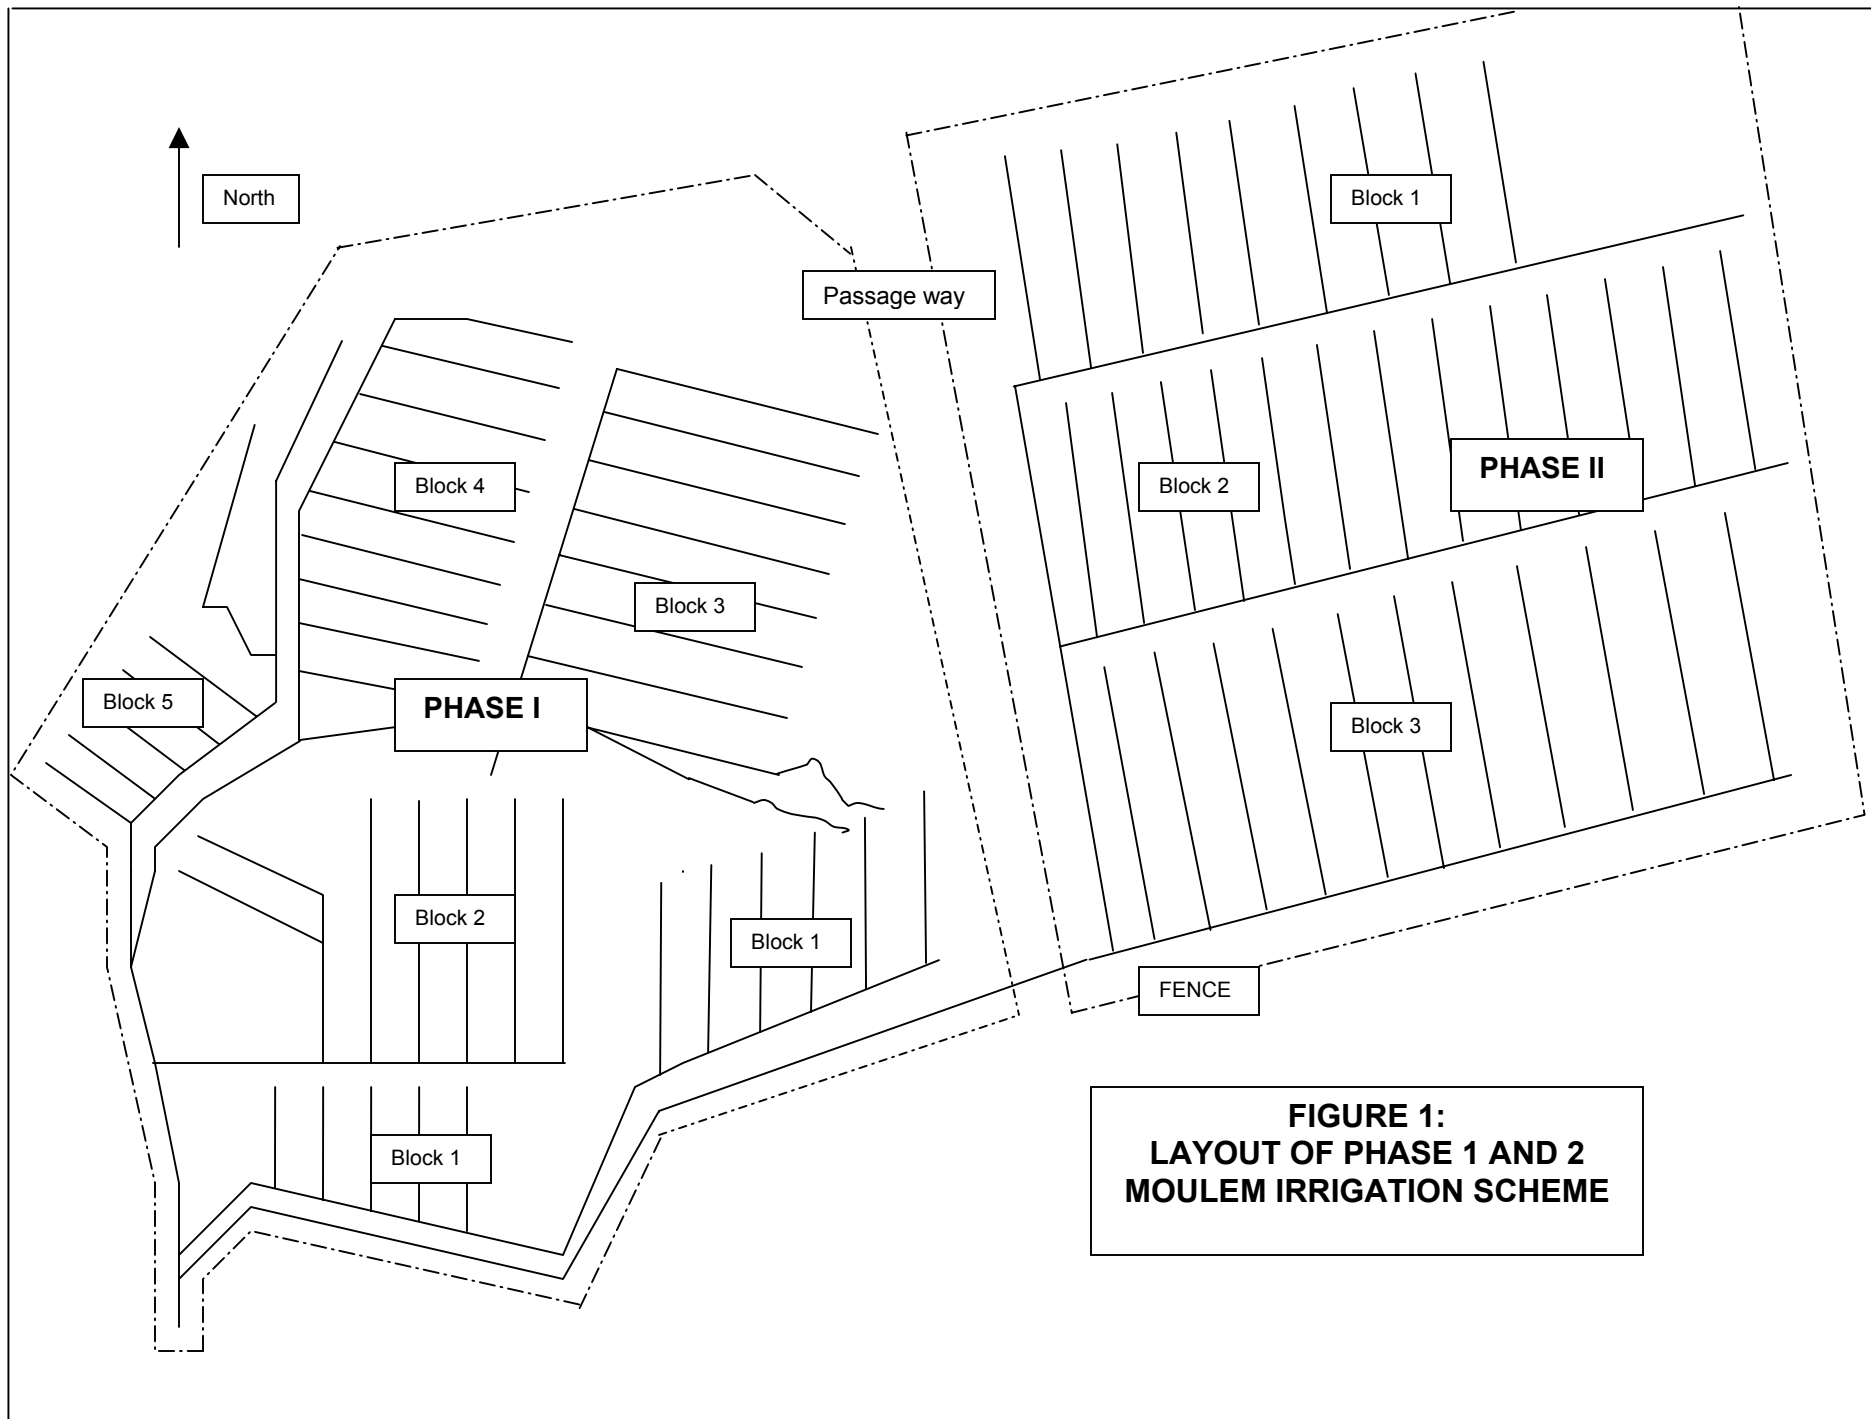 North
Block 1
Passage way
Block 4
Block 2
PHASE II
Block 3
Block 5
PHASE I
Block 3
Block 2
Block 1
FENCE
Block 1
FIGURE 1:
LAYOUT OF PHASE 1 AND 2
MOULEM IRRIGATION SCHEME